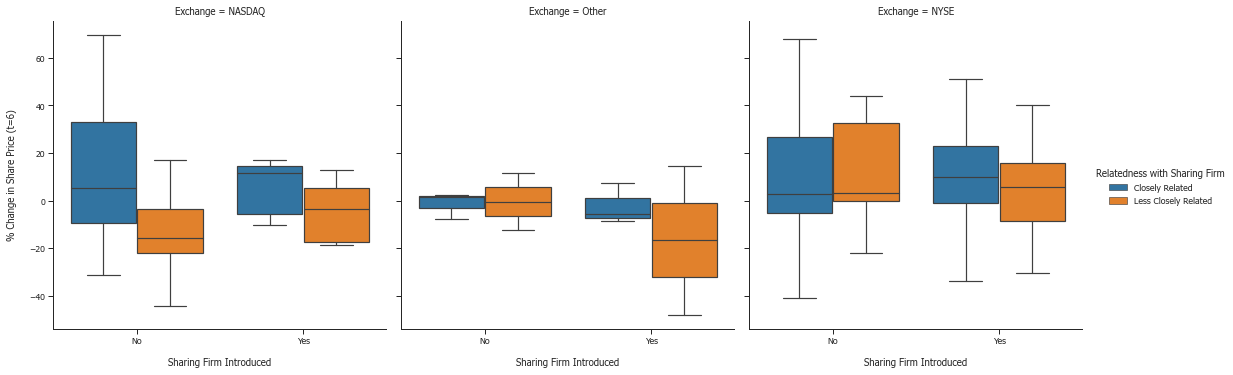 Exchange = NASDAQ
Exchange = Other
Exchange = NYSE
% Change in Share Price (t=6)
60
40
20
0
−20
−40
No
Yes
No
Yes
No
Yes
Sharing Firm Introduced
Sharing Firm Introduced
Sharing Firm Introduced
Relatedness with Sharing Firm
Closely Related
Less Closely Related